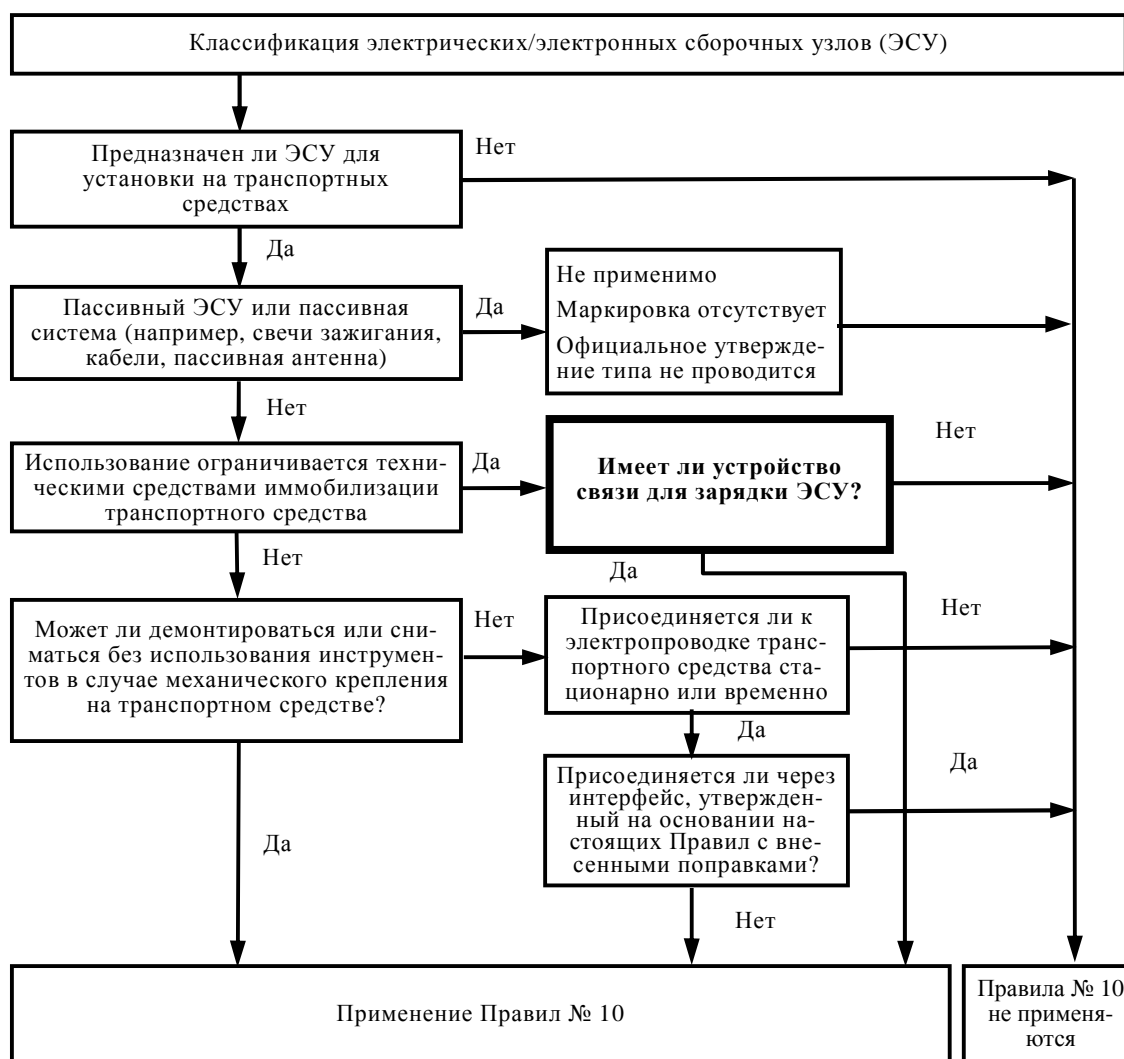 Классификация электрических/электронных сборочных узлов (ЭСУ)
Предназначен ли ЭСУ для
установки на транспортных
средствах
Нет
Да
Пассивный ЭСУ или пассивная
система (например, свечи зажигания,
кабели, пассивная антенна)
Да
Не применимо
Маркировка отсутствует
Официальное утвержде-
ние типа не проводится
Нет
Использование ограничивается техни-
ческими средствами иммобилизации
транспортного средства
Да
Имеет ли устройство
связи для зарядки ЭСУ?
Нет
Нет
Да
Может ли демонтироваться или сни-
маться без использования инструмен-
тов в случае механического крепления
на транспортном средстве?
Нет
Присоединяется ли к
электропроводке транс-
портного средства ста-
ционарно или временно
Нет
Да
Присоединяется ли через
интерфейс, утвержден-
ный на основании на-
стоящих Правил с вне-
сенными поправками?
Да
Да
Нет
Применение Правил № 10
Правила № 10
не применя-
ются